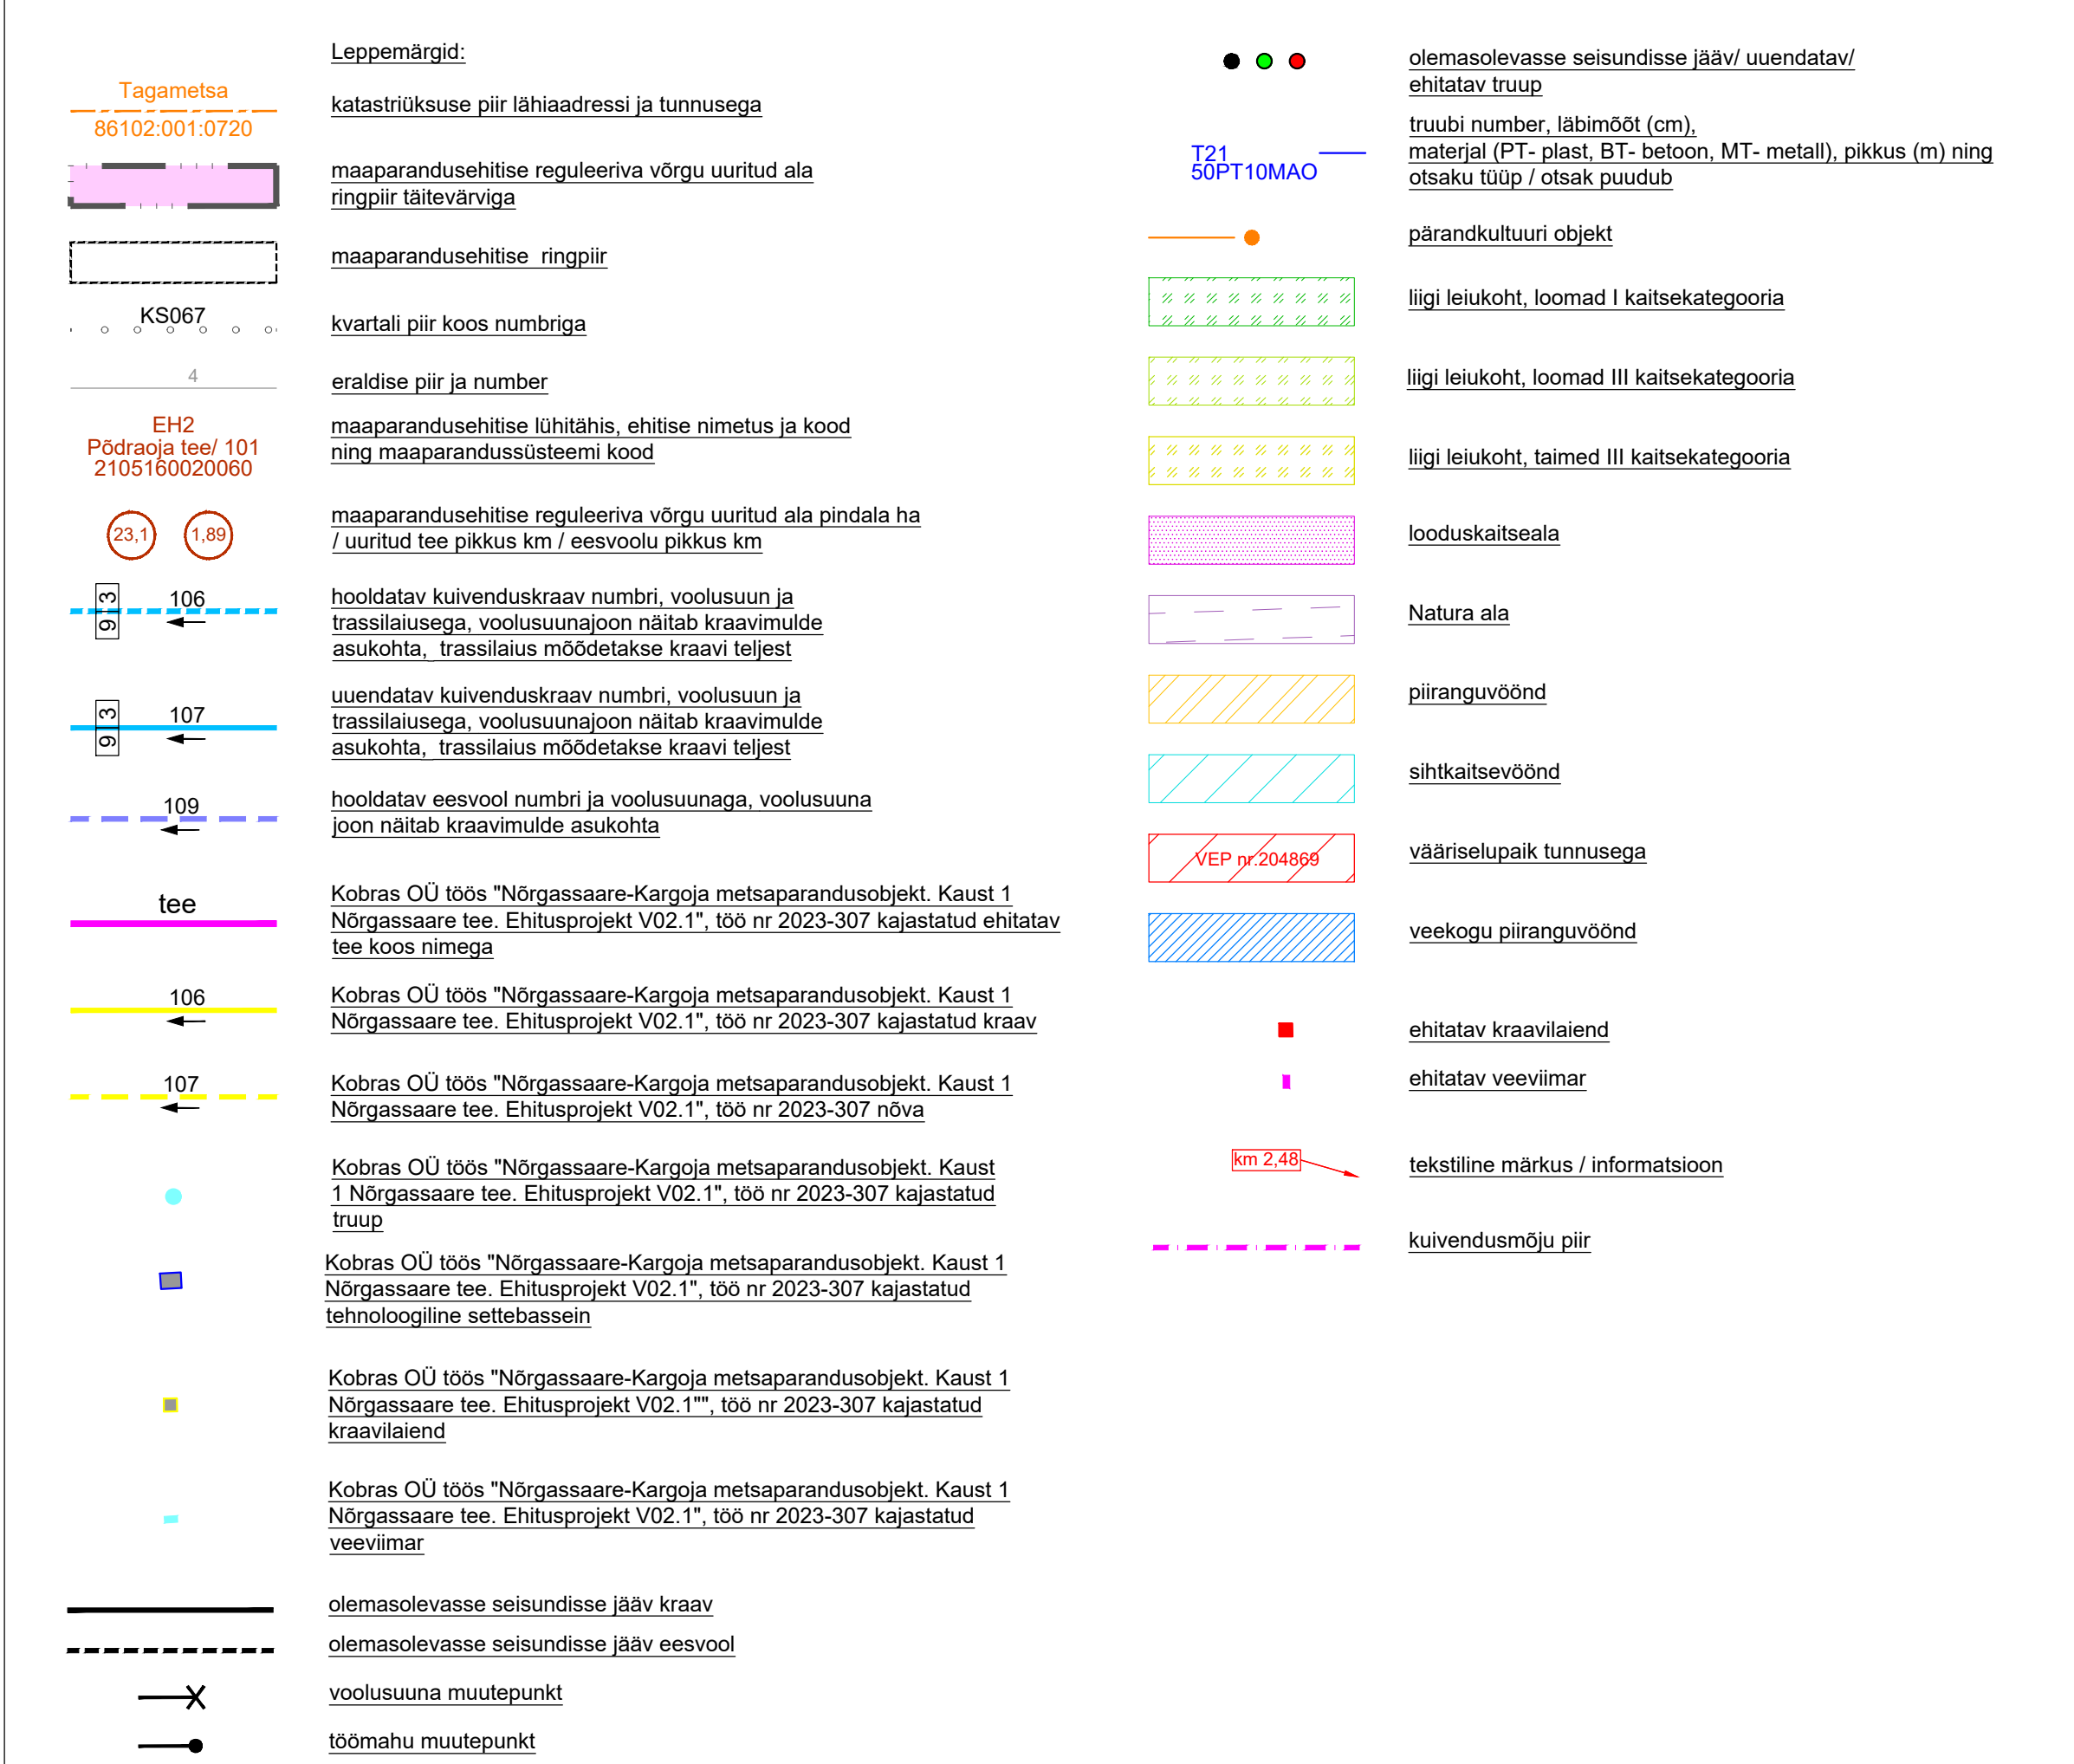 Leppemärgid:
Tagametsa
86102:001:0720
katastriüksuse piir lähiaadressi ja tunnusega
maaparandusehitise reguleeriva võrgu uuritud ala
ringpiir täitevärviga
maaparandusehitise ringpiir
KS067
kvartali piir koos numbriga
4
eraldise piir ja number
EH2
Põdraoja tee/ 101
2105160020060
maaparandusehitise lühitähis, ehitise nimetus ja kood
ning maaparandussüsteemi kood
23,1
1,89
maaparandusehitise reguleeriva võrgu uuritud ala pindala ha
/ uuritud tee pikkus km / eesvoolu pikkus km
9 3
106
hooldatav kuivenduskraav numbri, voolusuun ja
trassilaiusega, voolusuunajoon näitab kraavimulde
asukohta, trassilaius mõõdetakse kraavi teljest
9 3
107
uuendatav kuivenduskraav numbri, voolusuun ja
trassilaiusega, voolusuunajoon näitab kraavimulde
asukohta, trassilaius mõõdetakse kraavi teljest
109
hooldatav eesvool numbri ja voolusuunaga, voolusuuna
joon näitab kraavimulde asukohta
tee
Kobras OÜ töös "Nõrgassaare-Kargoja metsaparandusobjekt. Kaust 1
Nõrgassaare tee. Ehitusprojekt V02.1", töö nr 2023-307 kajastatud ehitatav
tee koos nimega
106
Kobras OÜ töös "Nõrgassaare-Kargoja metsaparandusobjekt. Kaust 1
Nõrgassaare tee. Ehitusprojekt V02.1", töö nr 2023-307 kajastatud kraav
107
Kobras OÜ töös "Nõrgassaare-Kargoja metsaparandusobjekt. Kaust 1
Nõrgassaare tee. Ehitusprojekt V02.1", töö nr 2023-307 nõva
Kobras OÜ töös "Nõrgassaare-Kargoja metsaparandusobjekt. Kaust
1 Nõrgassaare tee. Ehitusprojekt V02.1", töö nr 2023-307 kajastatud
truup
Kobras OÜ töös "Nõrgassaare-Kargoja metsaparandusobjekt. Kaust 1
Nõrgassaare tee. Ehitusprojekt V02.1", töö nr 2023-307 kajastatud
tehnoloogiline settebassein
Kobras OÜ töös "Nõrgassaare-Kargoja metsaparandusobjekt. Kaust 1
Nõrgassaare tee. Ehitusprojekt V02.1"", töö nr 2023-307 kajastatud
kraavilaiend
Kobras OÜ töös "Nõrgassaare-Kargoja metsaparandusobjekt. Kaust 1
Nõrgassaare tee. Ehitusprojekt V02.1", töö nr 2023-307 kajastatud
veeviimar
olemasolevasse seisundisse jääv kraav
olemasolevasse seisundisse jääv eesvool
voolusuuna muutepunkt
töömahu muutepunkt
olemasolevasse seisundisse jääv/ uuendatav/
ehitatav truup
T21
50PT10MAO
truubi number, läbimõõt (cm),
materjal (PT- plast, BT- betoon, MT- metall), pikkus (m) ning
otsaku tüüp / otsak puudub
pärandkultuuri objekt
liigi leiukoht, loomad I kaitsekategooria
liigi leiukoht, loomad III kaitsekategooria
liigi leiukoht, taimed III kaitsekategooria
looduskaitseala
Natura ala
piiranguvöönd
sihtkaitsevöönd
VEP nr.204869
vääriselupaik tunnusega
veekogu piiranguvöönd
ehitatav kraavilaiend
ehitatav veeviimar
km 2,48
tekstiline märkus / informatsioon
kuivendusmõju piir